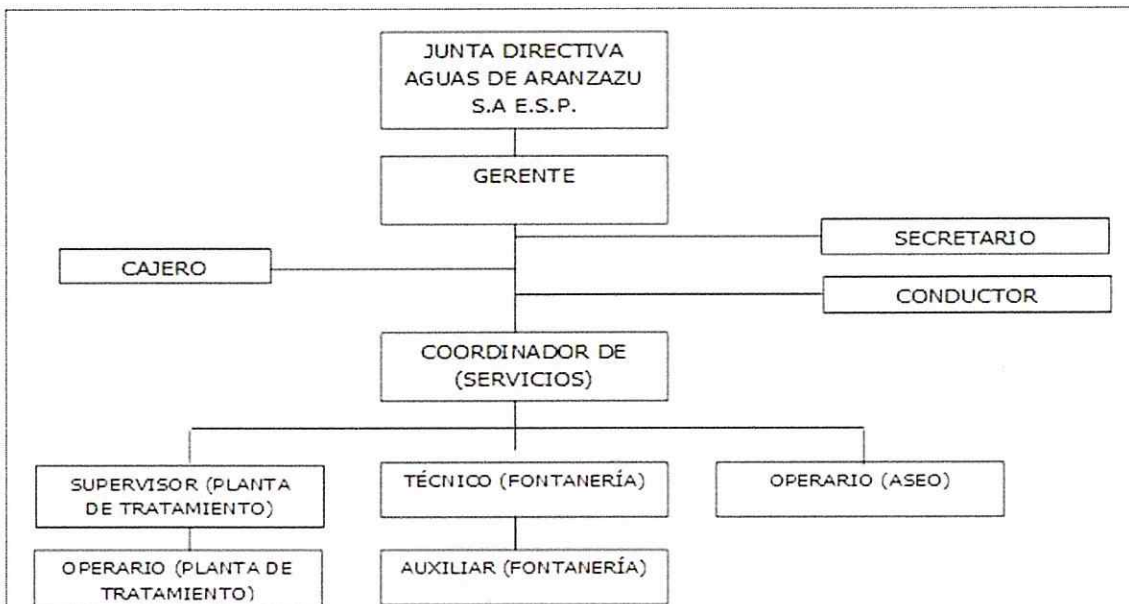 JUNTA DIRECTIVA
AGUAS DE ARANZAZU
S.A E.S.P.
GERENTE
SECRETARIO
CAJERO
CONDUCTOR
COORDINADOR DE
(SERVICIOS)
SUPERVISOR (PLANTA
DE TRATAMIENTO)
TÉCNICO (FONTANERÍA)
OPERARIO (ASEO)
OPERARIO (PLANTA DE
TRATAMIENTO)
AUXILIAR (FONTANERÍA)